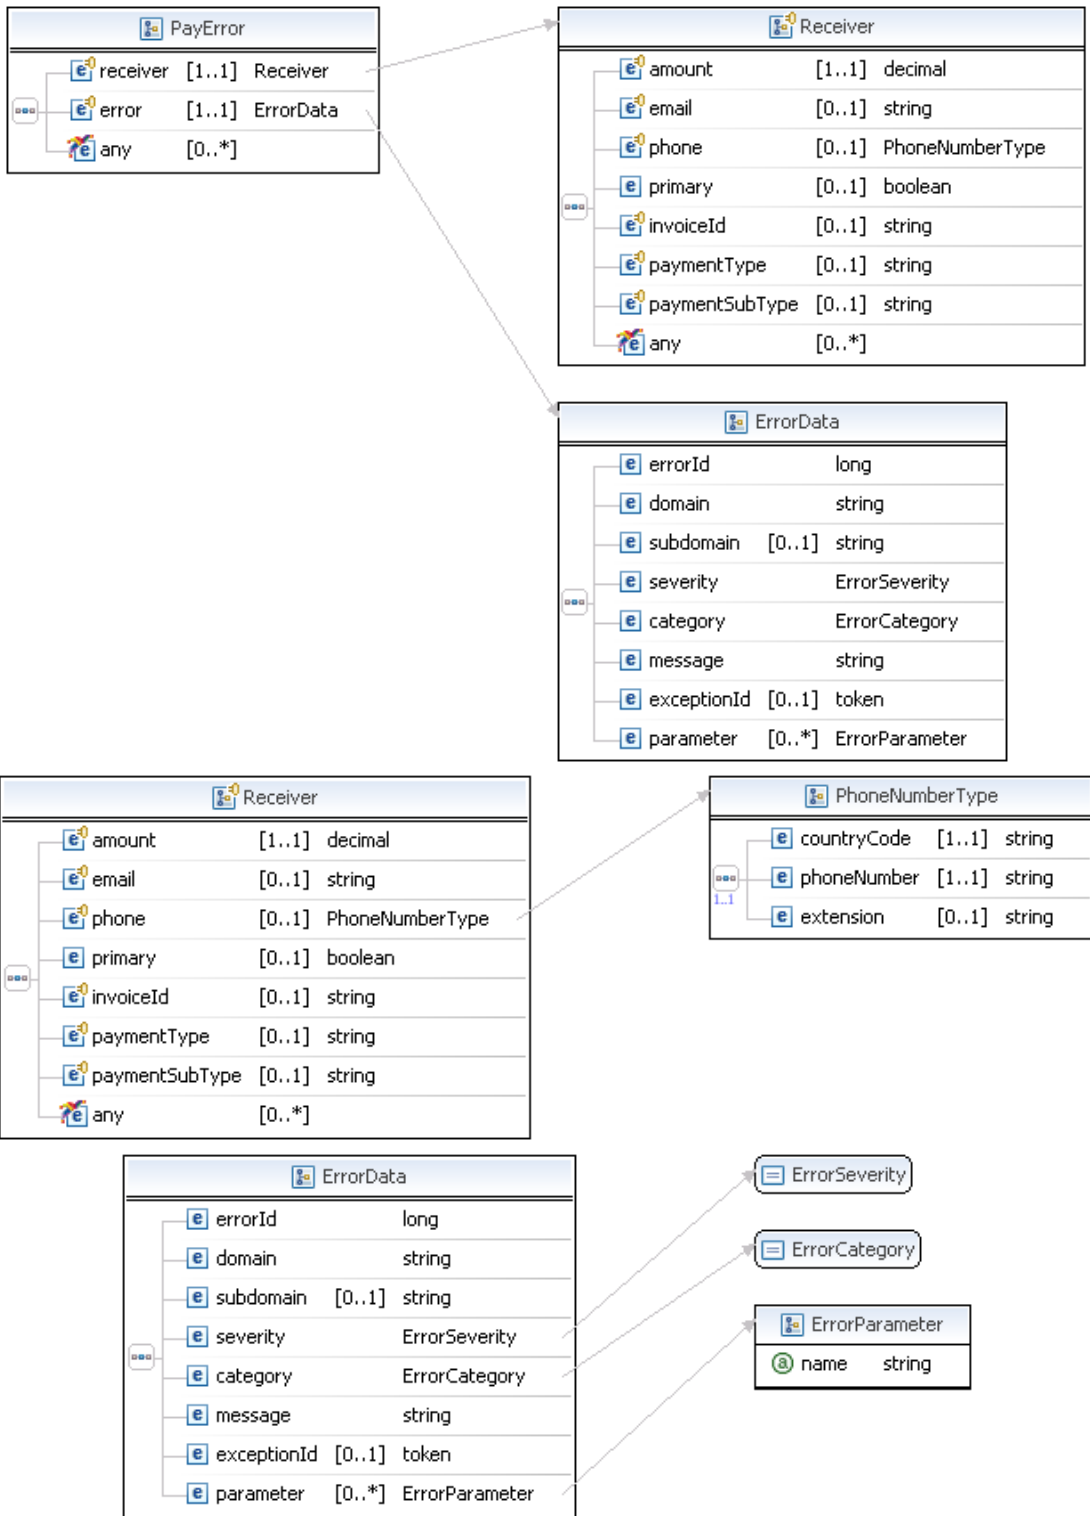 PayError
receiver [1..1] Receiver
error [1..1] ErrorData
any [0..*]
Receiver
amount [1..1] decimal
email [0..1] string
phone [0..1] PhoneNumberType
primary [0..1] boolean
invoiceId [0..1] string
paymentType [0..1] string
paymentSubType [0..1] string
any [0..*]
ErrorData
errorId long
domain string
subdomain [0..1] string
severity ErrorSeverity
category ErrorCategory
message string
exceptionId [0..1] token
parameter [0..*] ErrorParameter
Receiver
amount [1..1] decimal
email [0..1] string
phone [0..1] PhoneNumberType
primary [0..1] boolean
invoiceId [0..1] string
paymentType [0..1] string
paymentSubType [0..1] string
any [0..*]
PhoneNumberType
countryCode [1..1] string
phoneNumber [1..1] string
1..1
extension [0..1] string
ErrorData
errorId long
domain string
subdomain [0..1] string
severity ErrorSeverity
category ErrorCategory
message string
exceptionId [0..1] token
parameter [0..*] ErrorParameter
ErrorSeverity
ErrorCategory
ErrorParameter
name string